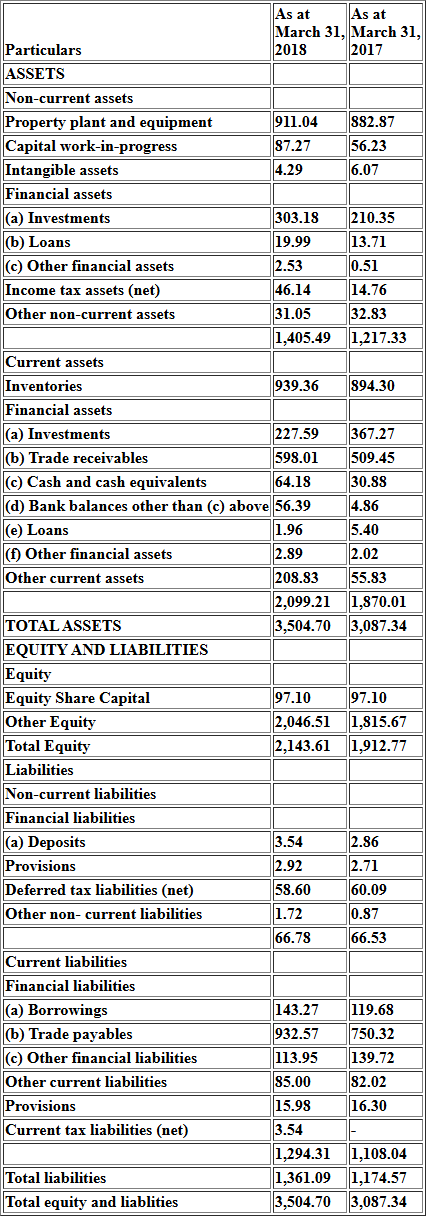 Particulars As at March 31, 2018 As at March 31, 2017
ASSETS
Non-current assets
Property plant and equipment 911.04 882.87
Capital work-in-progress 87.27 56.23
Intangible assets 4.29 6.07
Financial assets
(a) Investments 303.18 210.35
(b) Loans 19.99 13.71
(c) Other financial assets 2.53 0.51
Income tax assets (net) 46.14 14.76
Other non-current assets 31.05 32.83
1,405.49 1,217.33
Current assets
Inventories 939.36 894.30
Financial assets
(a) Investments 227.59 367.27
(b) Trade receivables 598.01 509.45
(c) Cash and cash equivalents 64.18 30.88
(d) Bank balances other than (c) above 56.39 4.86
(e) Loans 1.96 5.40
(f) Other financial assets 2.89 2.02
Other current assets 208.83 55.83
2,099.21 1,870.01
TOTAL ASSETS 3,504.70 3,087.34
EQUITY AND LIABILITIES
Equity
Equity Share Capital 97.10 97.10
Other Equity 2,046.51 1,815.67
Total Equity 2,143.61 1,912.77
Liabilities
Non-current liabilities
Financial liabilities
(a) Deposits 3.54 2.86
Provisions 2.92 2.71
Deferred tax liabilities (net) 58.60 60.09
Other non- current liabilities 1.72 0.87
66.78 66.53
Current liabilities
Financial liabilities
(a) Borrowings 143.27 119.68
(b) Trade payables 932.57 750.32
(c) Other financial liabilities 113.95 139.72
Other current liabilities 85.00 82.02
Provisions 15.98 16.30
Current tax liabilities (net) 3.54 -
1,294.31 1,108.04
Total liabilities 1,361.09 1,174.57
Total equity and liablities 3,504.70 3,087.34